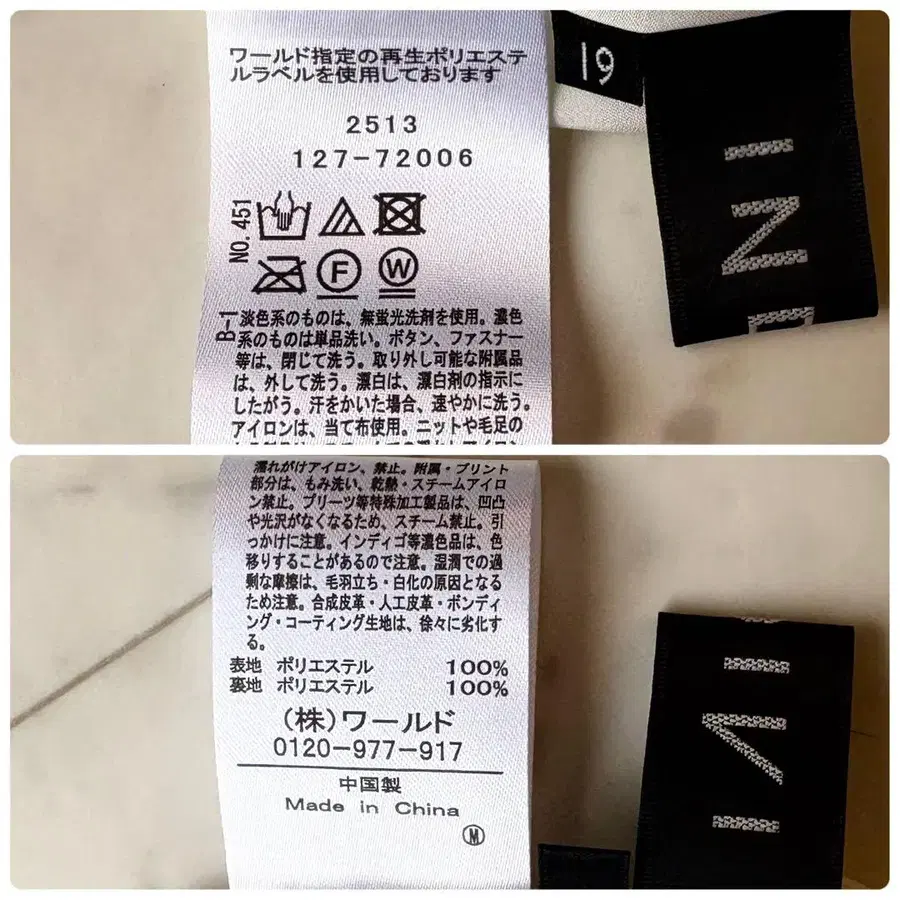 ワールド指定の再生ポリエステ
ルラベルを使用しております
2513
127-72006
NO. 451
F
W
B-1
淡色系のものは、無蛍光洗剤を使用。濃色
系のものは単品洗い。ボタン、ファスナー
等は、閉じて洗う。取り外し可能な附属品
は、外して洗う。漂白は、漂白剤の指示に
したがう。汗をかいた場合、速やかに洗う。
アイロンは、当て布使用。ニットや毛足の
19
IN
濡れがけアイロン、禁止。附属・プリント
部分は、もみ洗い、乾熱・スチームアイロ
ン禁止。プリーツ等特殊加工製品は、凹凸
や光沢がなくなるため、スチーム禁止。引
っかけに注意。インディゴ等濃色品は、色
移りすることがあるので注意。湿潤での過
剰な摩擦は、毛羽立ち・白化の原因となる
ため注意。合成皮革・人工皮革・ボンディ
ング・コーティング生地は、徐々に劣化す
る。
表地 ポリエステル 100%
裏地 ポリエステル 100%
(株)ワールド
0120-977-917
中国製
Made in China
M